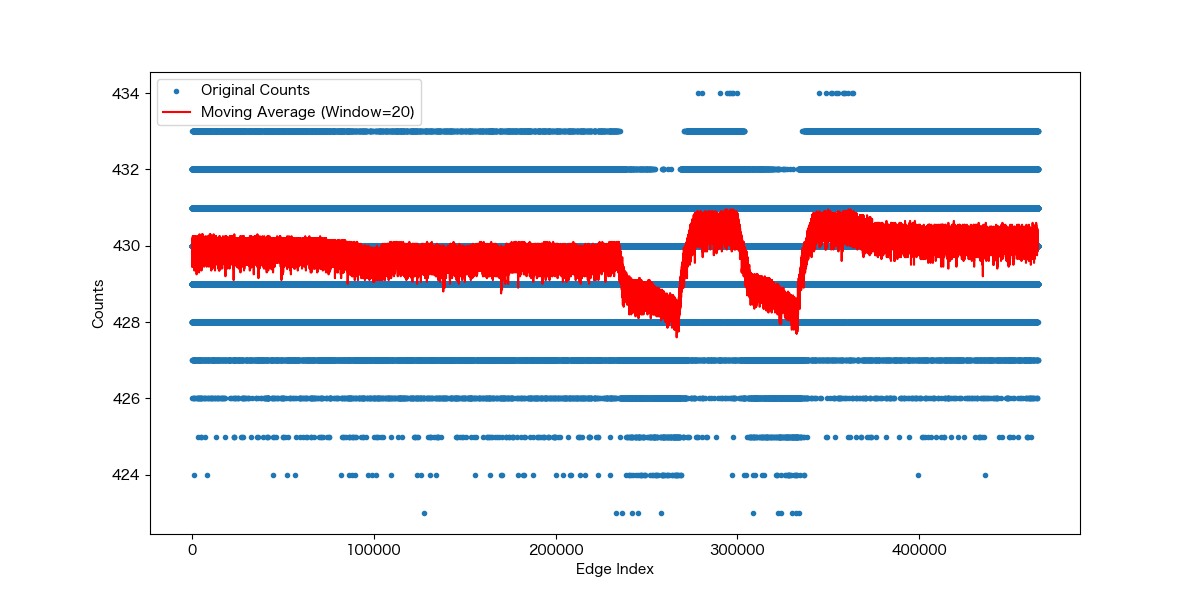 Original Counts
Moving Average (Window=20)
434
432
430
428
426
424
Counts
0
100000
200000
300000
400000
Edge Index